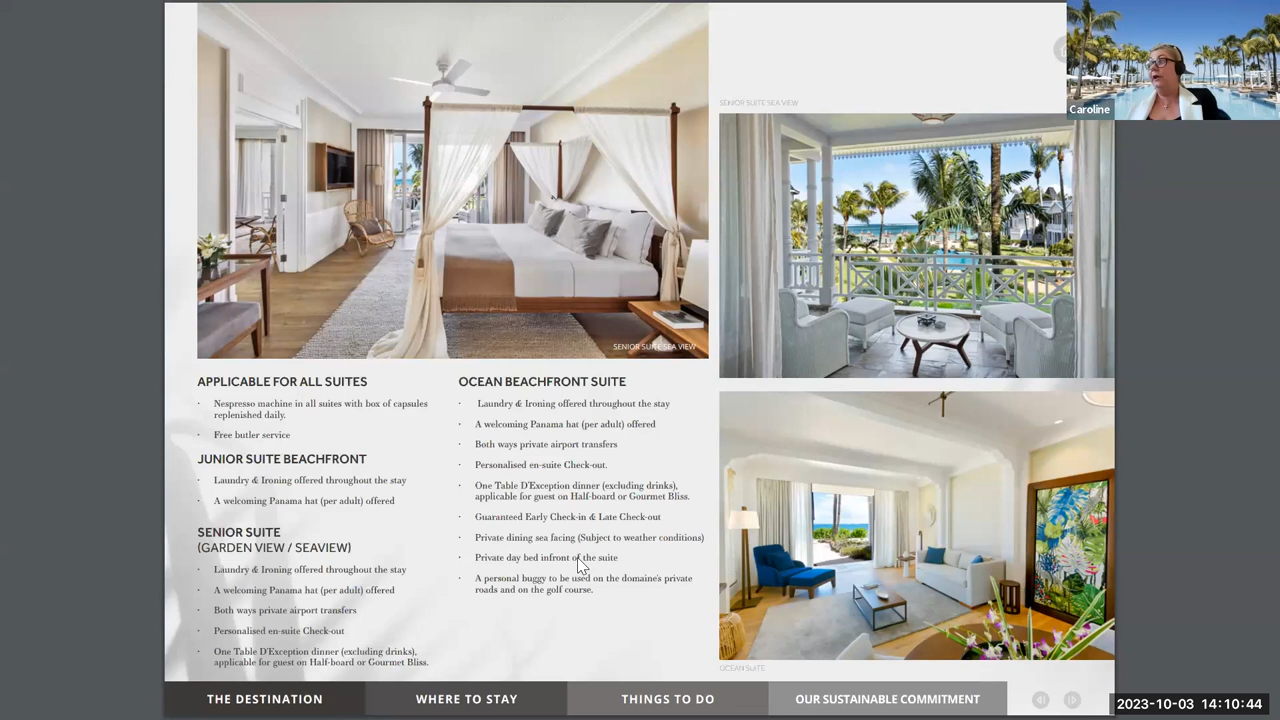 SENIOR SUITE SEA VIEW
Caroline
SENIOR SUITE SEA VIEW
APPLICABLE FOR ALL SUITES
· Nespresso machine in all suites with box of capsules
replenished daily.
· Free butler service
JUNIOR SUITE BEACHFRONT
· Laundry & Ironing offered throughout the stay
· A welcoming Panama hat (per adult) offered
SENIOR SUITE
(GARDEN VIEW / SEAVIEW)
· Laundry & Ironing offered throughout the stay
· A welcoming Panama hat (per adult) offered
· Both ways private airport transfers
· Personalised en-suite Check-out
· One Table D'Exception dinner (excluding drinks),
applicable for guest on Half-board or Gourmet Bliss.
OCEAN BEACHFRONT SUITE
· Laundry & Ironing offered throughout the stay
· A welcoming Panama hat (per adult) offered
· Both ways private airport transfers
· Personalised en-suite Check-out.
· One Table D'Exception dinner (excluding drinks),
applicable for guest on Half-board or Gourmet Bliss.
· Guaranteed Early Check-in & Late Check-out
· Private dining sea facing (Subject to weather conditions)
· Private day bed infront of the suite
· A personal buggy to be used on the domaine's private
roads and on the golf course.
OCEAN SUITE
THE DESTINATION
WHERE TO STAY
THINGS TO DO
OUR SUSTAINABLE COMMITMENT
2023-10-03 14:10:44